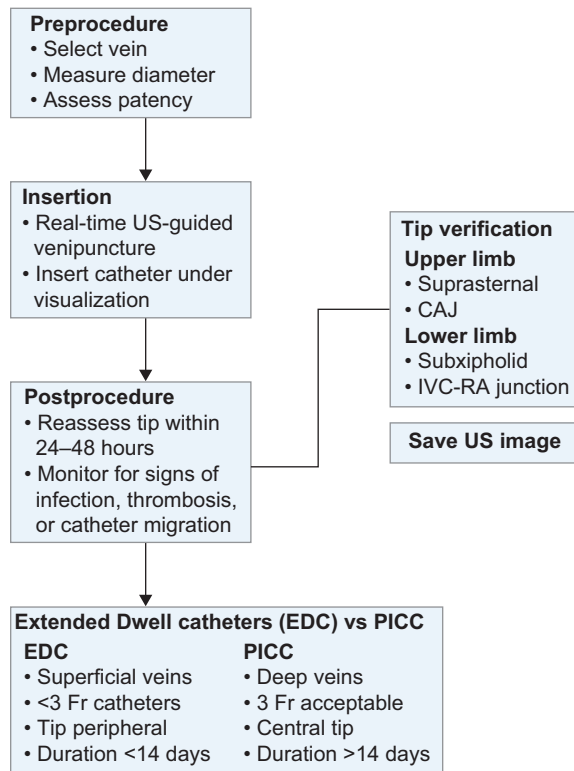 Preprocedure
• Select vein
• Measure diameter
• Assess patency
Insertion
• Real-time US-guided
venipuncture
• Insert catheter under
visualization
Postprocedure
• Reassess tip within
24–48 hours
• Monitor for signs of
infection, thrombosis,
or catheter migration
Tip verification
Upper limb
• Suprasternal
• CAJ
Lower limb
• Subxipholid
• IVC-RA junction
Save US image
Extended Dwell catheters (EDC) vs PICC
EDC
• Superficial veins
• <3 Fr catheters
• Tip peripheral
• Duration <14 days
PICC
• Deep veins
• 3 Fr acceptable
• Central tip
• Duration >14 days